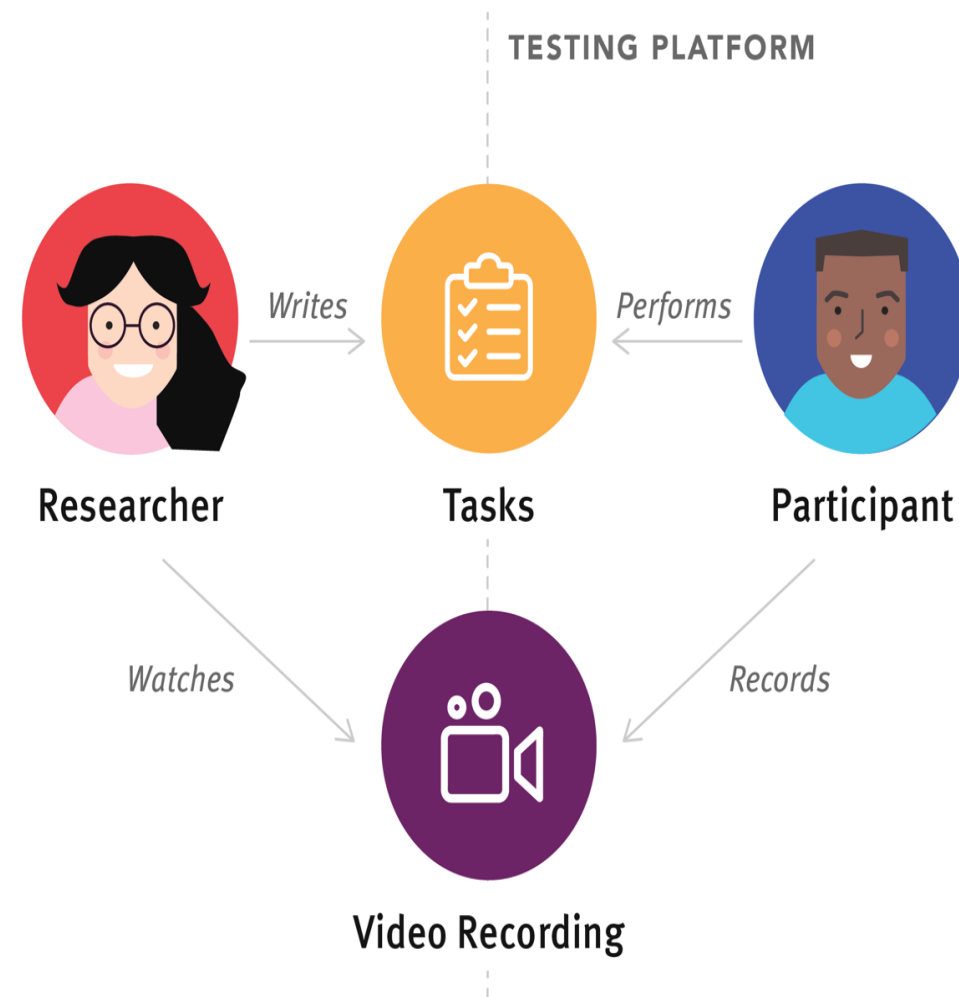 TESTING PLATFORM
Writes
Performs
Researcher
Tasks
Participant
Watches
Records
Video Recording